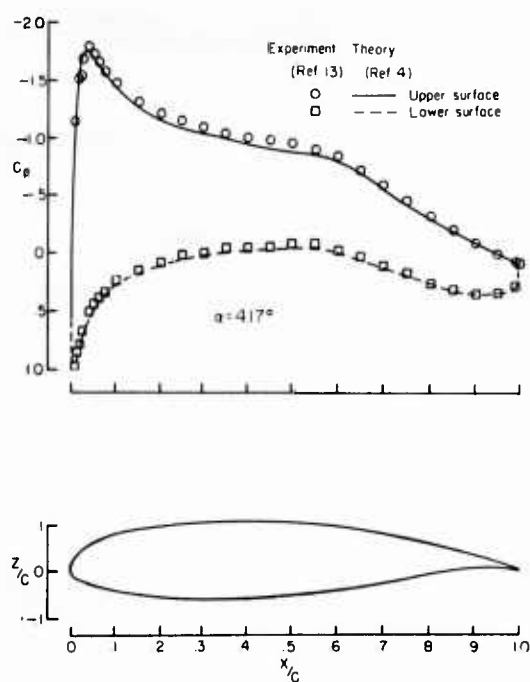 -2.0
-1.5
-1.0
-.5
0
.5
1.0
Cp
Experiment Theory
(Ref 13) (Ref 4)
Upper surface
Lower surface
α=4.17°
.1
0
-.1
Z/C
0 .1 .2 .3 .4 .5 .6 .7 .8 .9 1.0
X/C